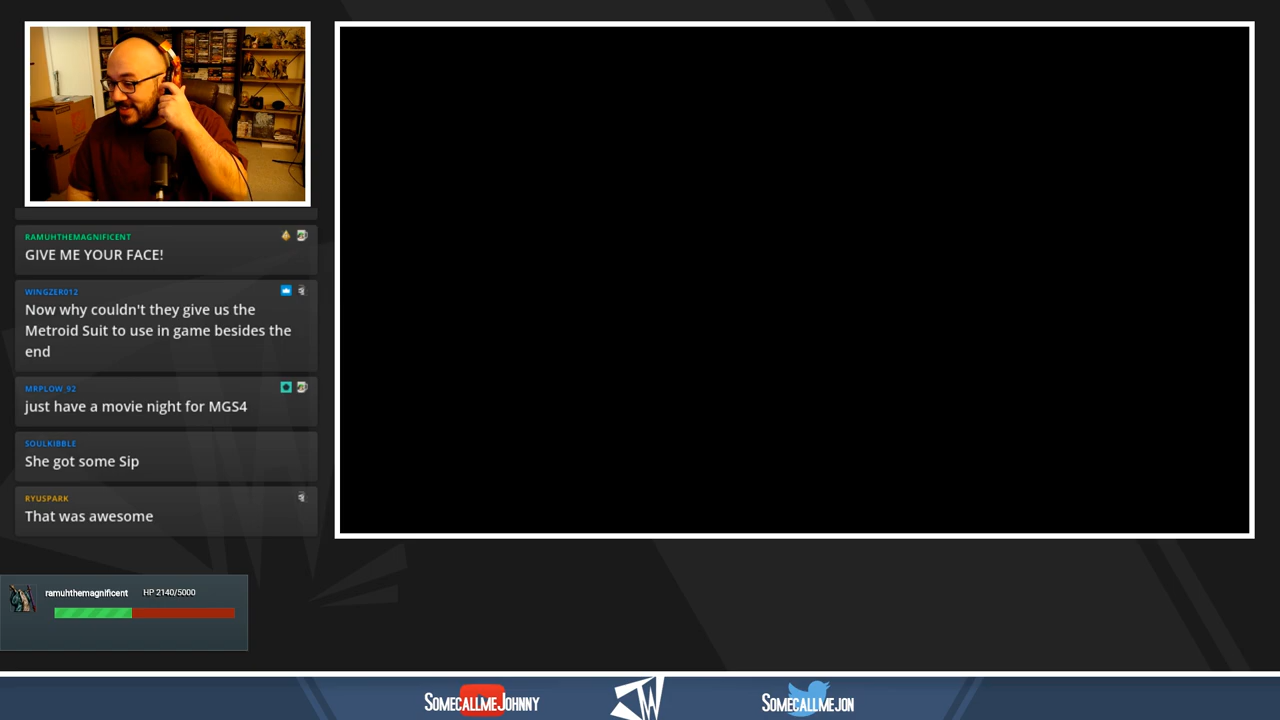 RAMUHTHEMAGNIFICENT
GIVE ME YOUR FACE!
WINGZER012
Now why couldn't they give us the
Metroid Suit to use in game besides the
end
MRPLOW_92
just have a movie night for MGS4
SOULKIBBLE
She got some Sip
RYUSPARK
That was awesome
ramuhthemagnificent HP 2140/5000
SOMECALLMEJOHNNY
SOMECALLMEJON